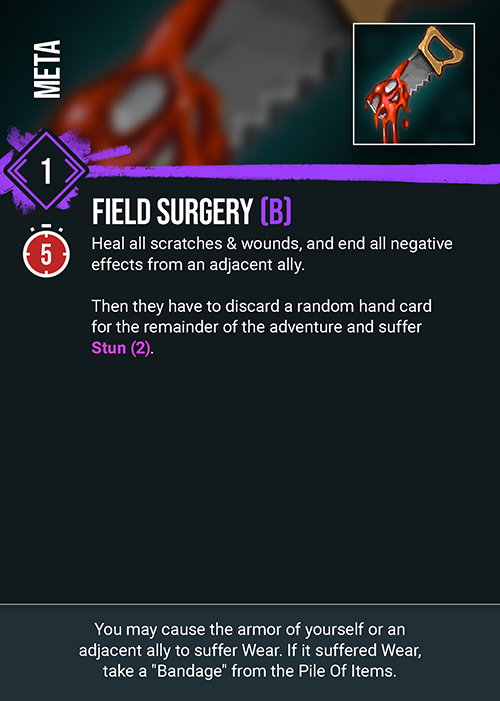 META
1
FIELD SURGERY (B)
5
Heal all scratches & wounds, and end all negative
effects from an adjacent ally.
Then they have to discard a random hand card
for the remainder of the adventure and suffer
Stun (2).
You may cause the armor of yourself or an
adjacent ally to suffer Wear. If it suffered Wear,
take a "Bandage" from the Pile Of Items.